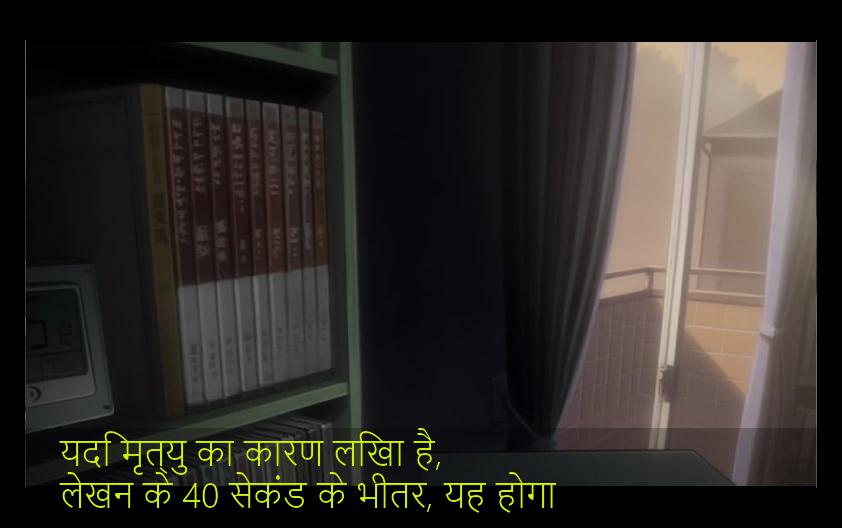 यदि मृत्यु का कारण लिखा है,
लेखन के 40 सेकंड के भीतर, यह होगा